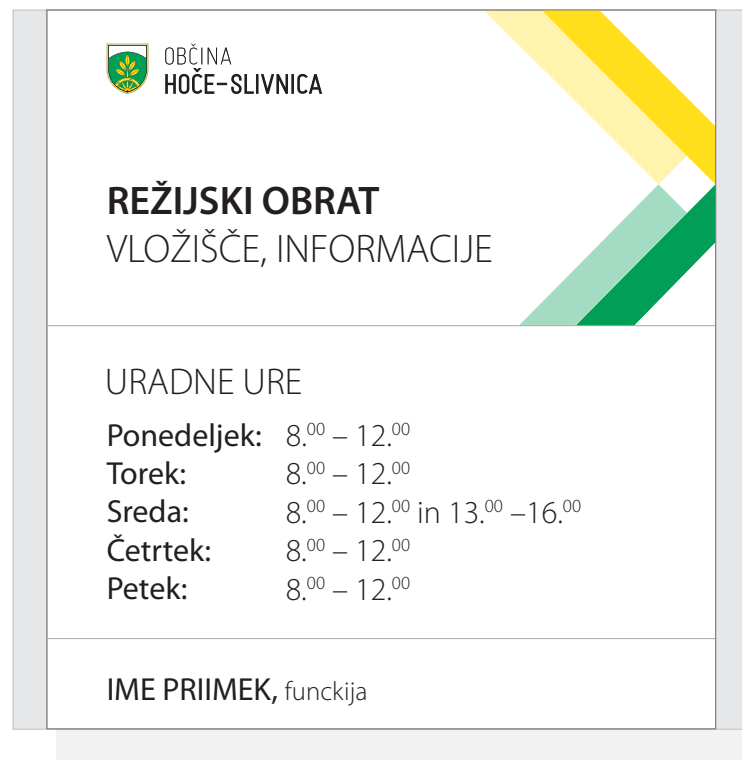 OBČINA
HOČE–SLIVNICA
REŽIJSKI OBRAT
VLOŽIŠČE, INFORMACIJE
URADNE URE
Ponedeljek: 8.00 – 12.00
Torek: 8.00 – 12.00
Sreda: 8.00 – 12.00 in 13.00 –16.00
Četrtek: 8.00 – 12.00
Petek: 8.00 – 12.00
IME PRIIMEK, funckija